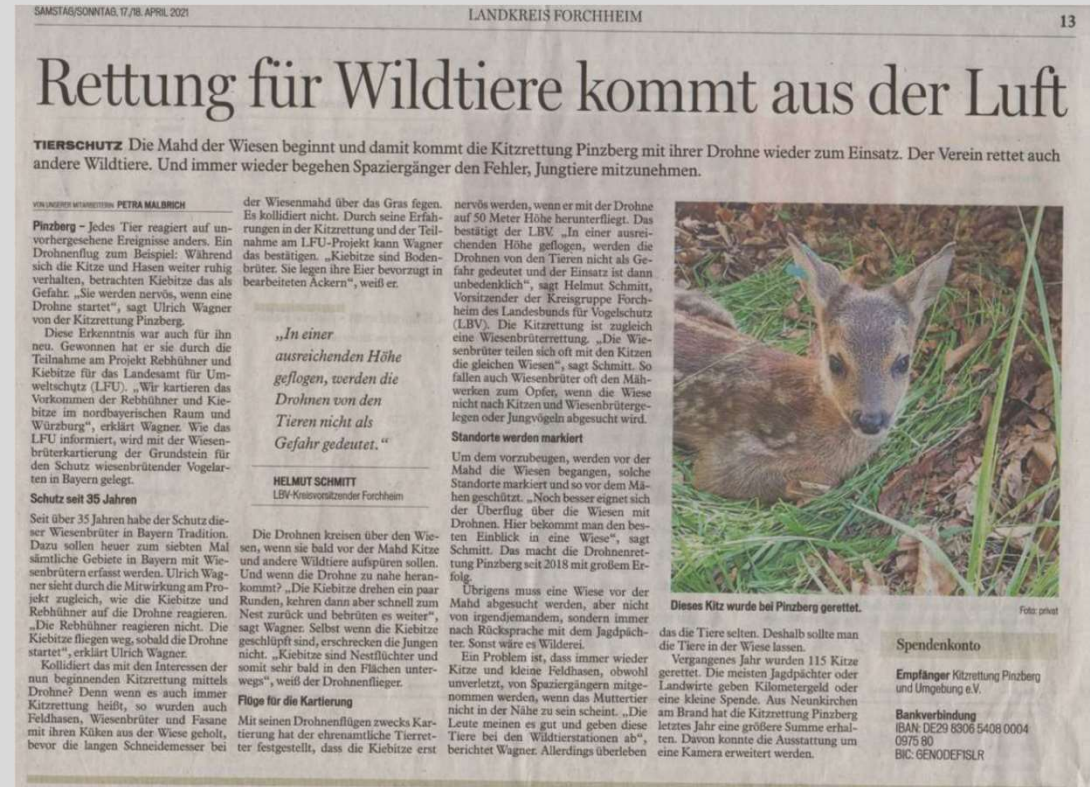 SAMSTAG/SONNTAG, 17./18. APRIL 2021
LANDKREIS FORCHHEIM
13
Rettung für Wildtiere kommt aus der Luft
TIERSCHUTZ Die Mahd der Wiesen beginnt und damit kommt die Kitzrettung Pinzberg mit ihrer Drohne wieder zum Einsatz. Der Verein rettet auch
andere Wildtiere. Und immer wieder begehen Spaziergänger den Fehler, Jungtiere mitzunehmen.
VON UNSERER MITARBEITERIN PETRA MALBRICH
Pinzberg – Jedes Tier reagiert auf un-
vorhergesehene Ereignisse anders. Ein
Drohnenflug zum Beispiel: Während
sich die Kitze und Hasen weiter ruhig
verhalten, betrachten Kiebitze das als
Gefahr. „Sie werden nervös, wenn eine
Drohne startet“, sagt Ulrich Wagner
von der Kitzrettung Pinzberg.
Diese Erkenntnis war auch für ihn
neu. Gewonnen hat er sie durch die
Teilnahme am Projekt Rebhühner und
Kiebitze für das Landesamt für Um-
weltschutz (LFU). „Wir kartieren das
Vorkommen der Rebhühner und Kie-
bitze im nordbayerischen Raum und
Würzburg“, erklärt Wagner. Wie das
LFU informiert, wird mit der Wiesen-
brüterkartierung der Grundstein für
den Schutz wiesenbrütender Vogelar-
ten in Bayern gelegt.
Schutz seit 35 Jahren
Seit über 35 Jahren habe der Schutz die-
ser Wiesenbrüter in Bayern Tradition.
Dazu sollen heuer zum siebten Mal
sämtliche Gebiete in Bayern mit Wie-
senbrütern erfasst werden. Ulrich Wag-
ner sieht durch die Mitwirkung am Pro-
jekt zugleich, wie die Kiebitze und
Rebhühner auf die Drohne reagieren.
„Die Rebhühner reagieren nicht. Die
Kiebitze fliegen weg, sobald die Drohne
startet“, erklärt Ulrich Wagner.
Kollidiert das mit den Interessen der
nun beginnenden Kitzrettung mittels
Drohne? Denn wenn es auch immer
Kitzrettung heißt, so wurden auch
Feldhasen, Wiesenbrüter und Fasane
mit ihren Küken aus der Wiese geholt,
bevor die langen Schneidemesser bei
der Wiesenmahd über das Gras fegen.
Es kollidiert nicht. Durch seine Erfah-
rungen in der Kitzrettung und der Teil-
nahme am LFU-Projekt kann Wagner
das bestätigen. „Kiebitze sind Boden-
brüter. Sie legen ihre Eier bevorzugt in
bearbeiteten Äckern“, weiß er.
„In einer
ausreichenden Höhe
geflogen, werden die
Drohnen von den
Tieren nicht als
Gefahr gedeutet.“
HELMUT SCHMITT
LBV-Kreisvorsitzender Forchheim
Die Drohnen kreisen über den Wie-
sen, wenn sie bald vor der Mahd Kitze
und andere Wildtiere aufspüren sollen.
Und wenn die Drohne zu nahe heran-
kommt? „Die Kiebitze drehen ein paar
Runden, kehren dann aber schnell zum
Nest zurück und bebrüten es weiter“,
sagt Wagner. Selbst wenn die Kiebitze
geschlüpft sind, erschrecken die Jungen
nicht. „Kiebitze sind Nestflüchter und
somit sehr bald in den Flächen unter-
wegs“, weiß der Drohnenflieger.
Flüge für die Kartierung
Mit seinen Drohnenflügen zwecks Kar-
tierung hat der ehrenamtliche Tierret-
ter festgestellt, dass die Kiebitze erst
nervös werden, wenn er mit der Drohne
auf 50 Meter Höhe herunterfliegt. Das
bestätigt der LBV. „In einer ausrei-
chenden Höhe geflogen, werden die
Drohnen von den Tieren nicht als Ge-
fahr gedeutet und der Einsatz ist dann
unbedenklich“, sagt Helmut Schmitt,
Vorsitzender der Kreisgruppe Forch-
heim des Landesbunds für Vogelschutz
(LBV). Die Kitzrettung ist zugleich
eine Wiesenbrüterrettung. „Die Wie-
senbrüter teilen sich oft mit den Kitzen
die gleichen Wiesen“, sagt Schmitt. So
fallen auch Wiesenbrüter oft den Mäh-
werken zum Opfer, wenn die Wiese
nicht nach Kitzen und Wiesenbrüterge-
legen oder Jungvögeln abgesucht wird.
Standorte werden markiert
Um dem vorzubeugen, werden vor der
Mahd die Wiesen begangen, solche
Standorte markiert und so vor dem Mä-
hen geschützt. „Noch besser eignet sich
der Überflug über die Wiesen mit
Drohnen. Hier bekommt man den bes-
ten Einblick in eine Wiese“, sagt
Schmitt. Das macht die Drohnenret-
tung Pinzberg seit 2018 mit großem Er-
folg.
Übrigens muss eine Wiese vor der
Mahd abgesucht werden, aber nicht
von irgendjemandem, sondern immer
nach Rücksprache mit dem Jagdpäch-
ter. Sonst wäre es Wilderei.
Ein Problem ist, dass immer wieder
Kitze und kleine Feldhasen, obwohl
unverletzt, von Spaziergängern mitge-
nommen werden, wenn das Muttertier
nicht in der Nähe zu sein scheint. „Die
Leute meinen es gut und geben diese
Tiere bei den Wildtierstationen ab“,
berichtet Wagner. Allerdings überleben
Dieses Kitz wurde bei Pinzberg gerettet.
Foto: privat
das die Tiere selten. Deshalb sollte man
die Tiere in der Wiese lassen.
Vergangenes Jahr wurden 115 Kitze
gerettet. Die meisten Jagdpächter oder
Landwirte geben Kilometergeld oder
eine kleine Spende. Aus Neunkirchen
am Brand hat die Kitzrettung Pinzberg
letztes Jahr eine größere Summe erhal-
ten. Davon konnte die Ausstattung um
eine Kamera erweitert werden.
Spendenkonto
Empfänger Kitzrettung Pinzberg
und Umgebung e.V.
Bankverbindung
IBAN: DE29 8306 5408 0004
0975 80
BIC: GENODEF1SLR